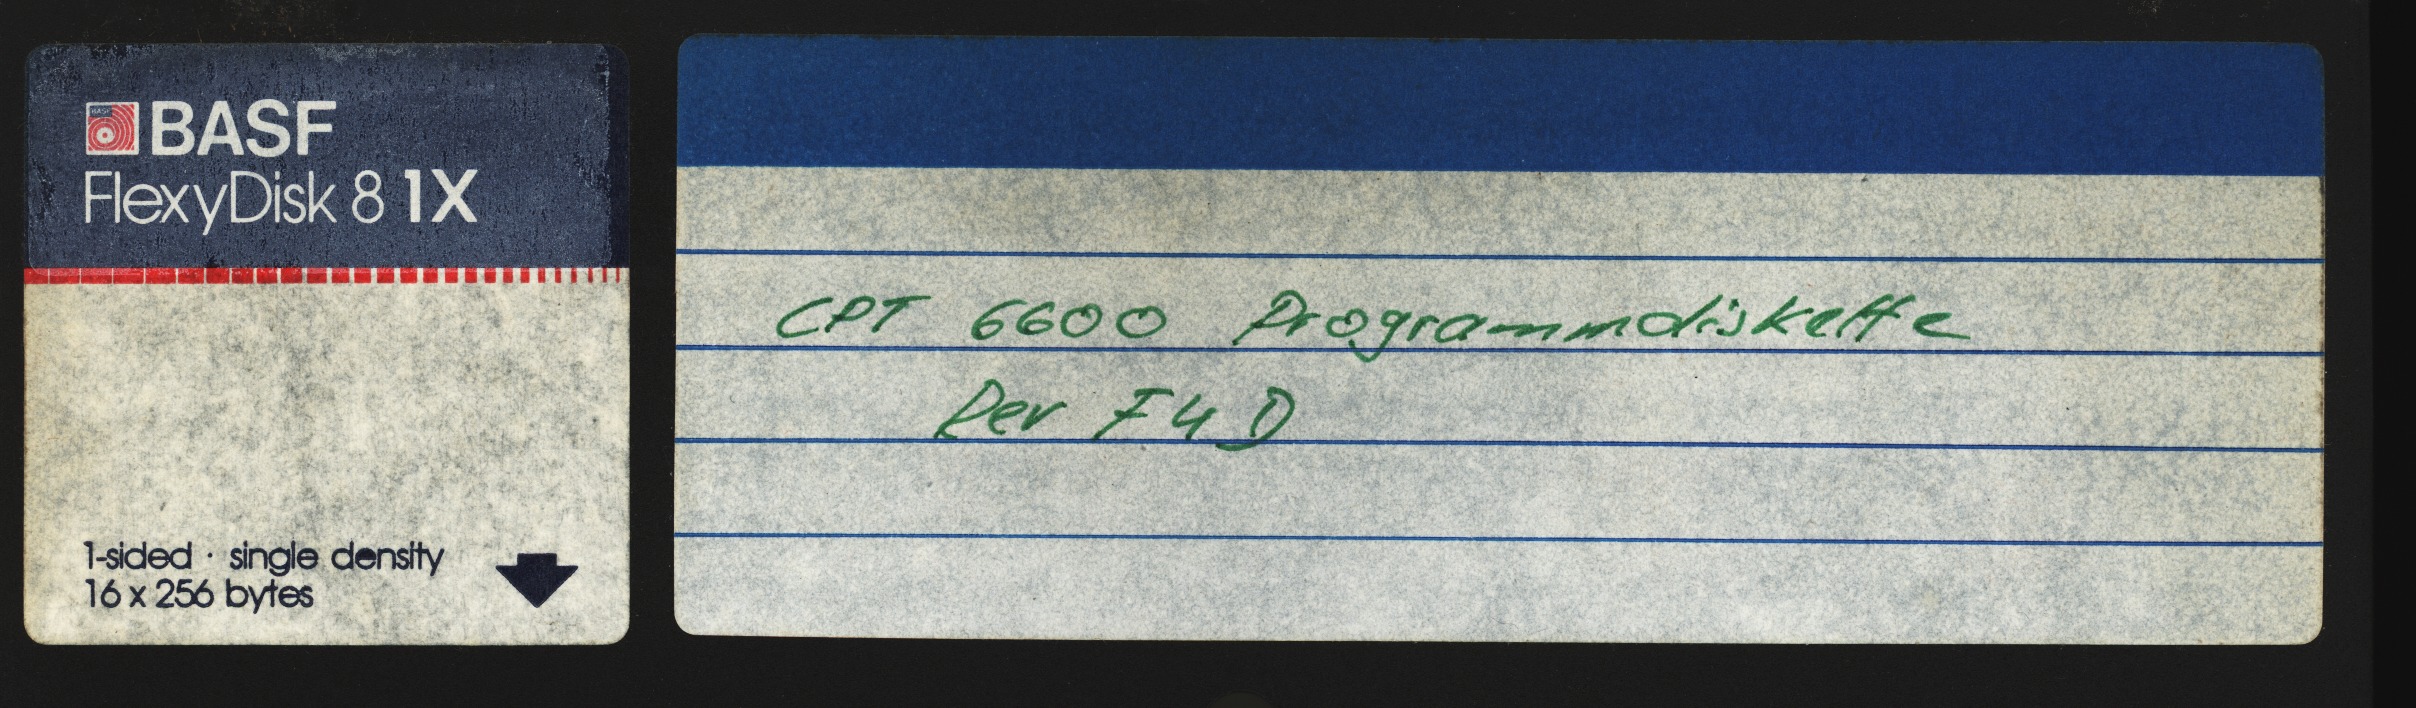 BASF
FlexyDisk 8 1X
1-sided · single density
16 x 256 bytes
CPT 6600 Programmdiskette
Rev F4D